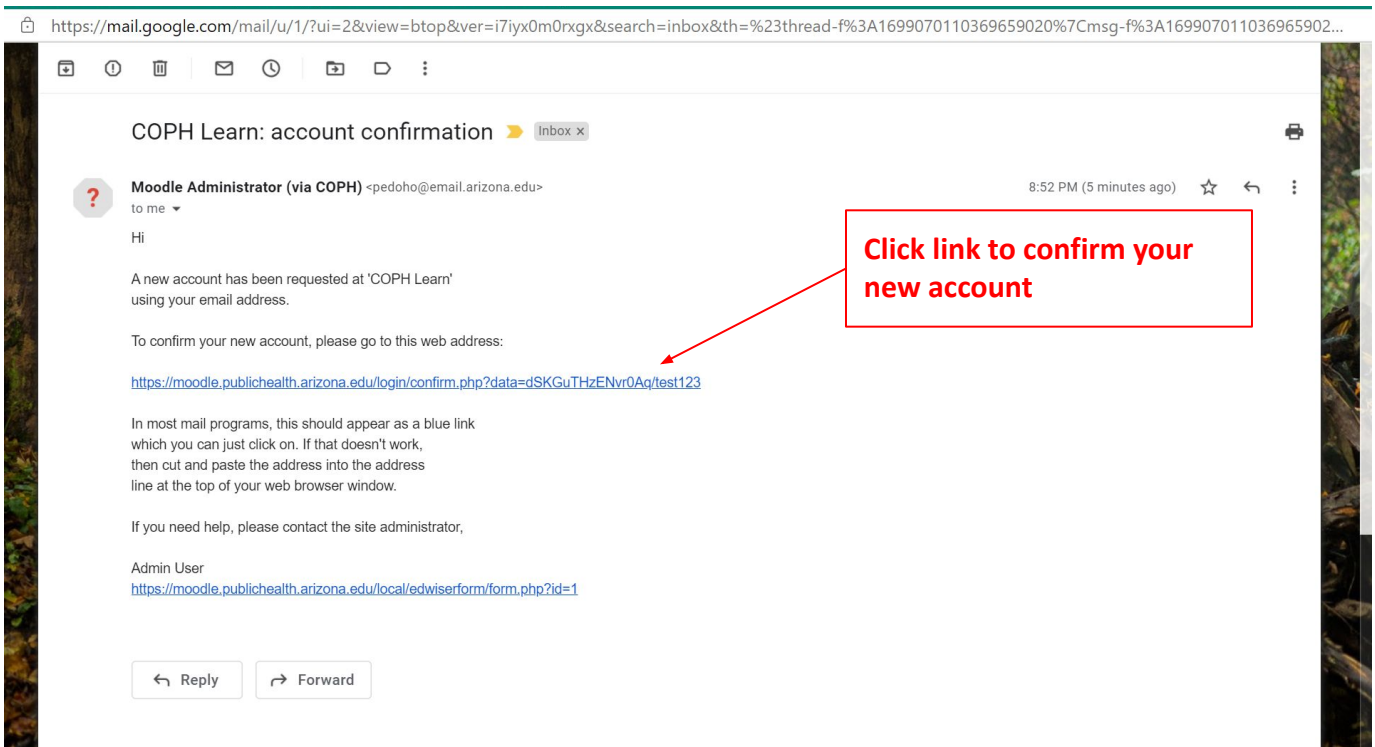 https://mail.google.com/mail/u/1/?ui=2&view=btop&ver=i7iyx0m0rxgx&search=inbox&th=%23thread-f%3A1699070110369659020%7Cmsg-f%3A169907011036965902...
COPH Learn: account confirmation Inbox x
Moodle Administrator (via COPH) <pedoho@email.arizona.edu> 8:52 PM (5 minutes ago)
?
to me
Hi
Click link to confirm your
new account
A new account has been requested at 'COPH Learn'
using your email address.
To confirm your new account, please go to this web address:
https://moodle.publichealth.arizona.edu/login/confirm.php?data=dSKGuTHzENvr0Aq/test123
In most mail programs, this should appear as a blue link
which you can just click on. If that doesn't work,
then cut and paste the address into the address
line at the top of your web browser window.
If you need help, please contact the site administrator,
Admin User
https://moodle.publichealth.arizona.edu/local/edwiserform/form.php?id=1
Reply Forward